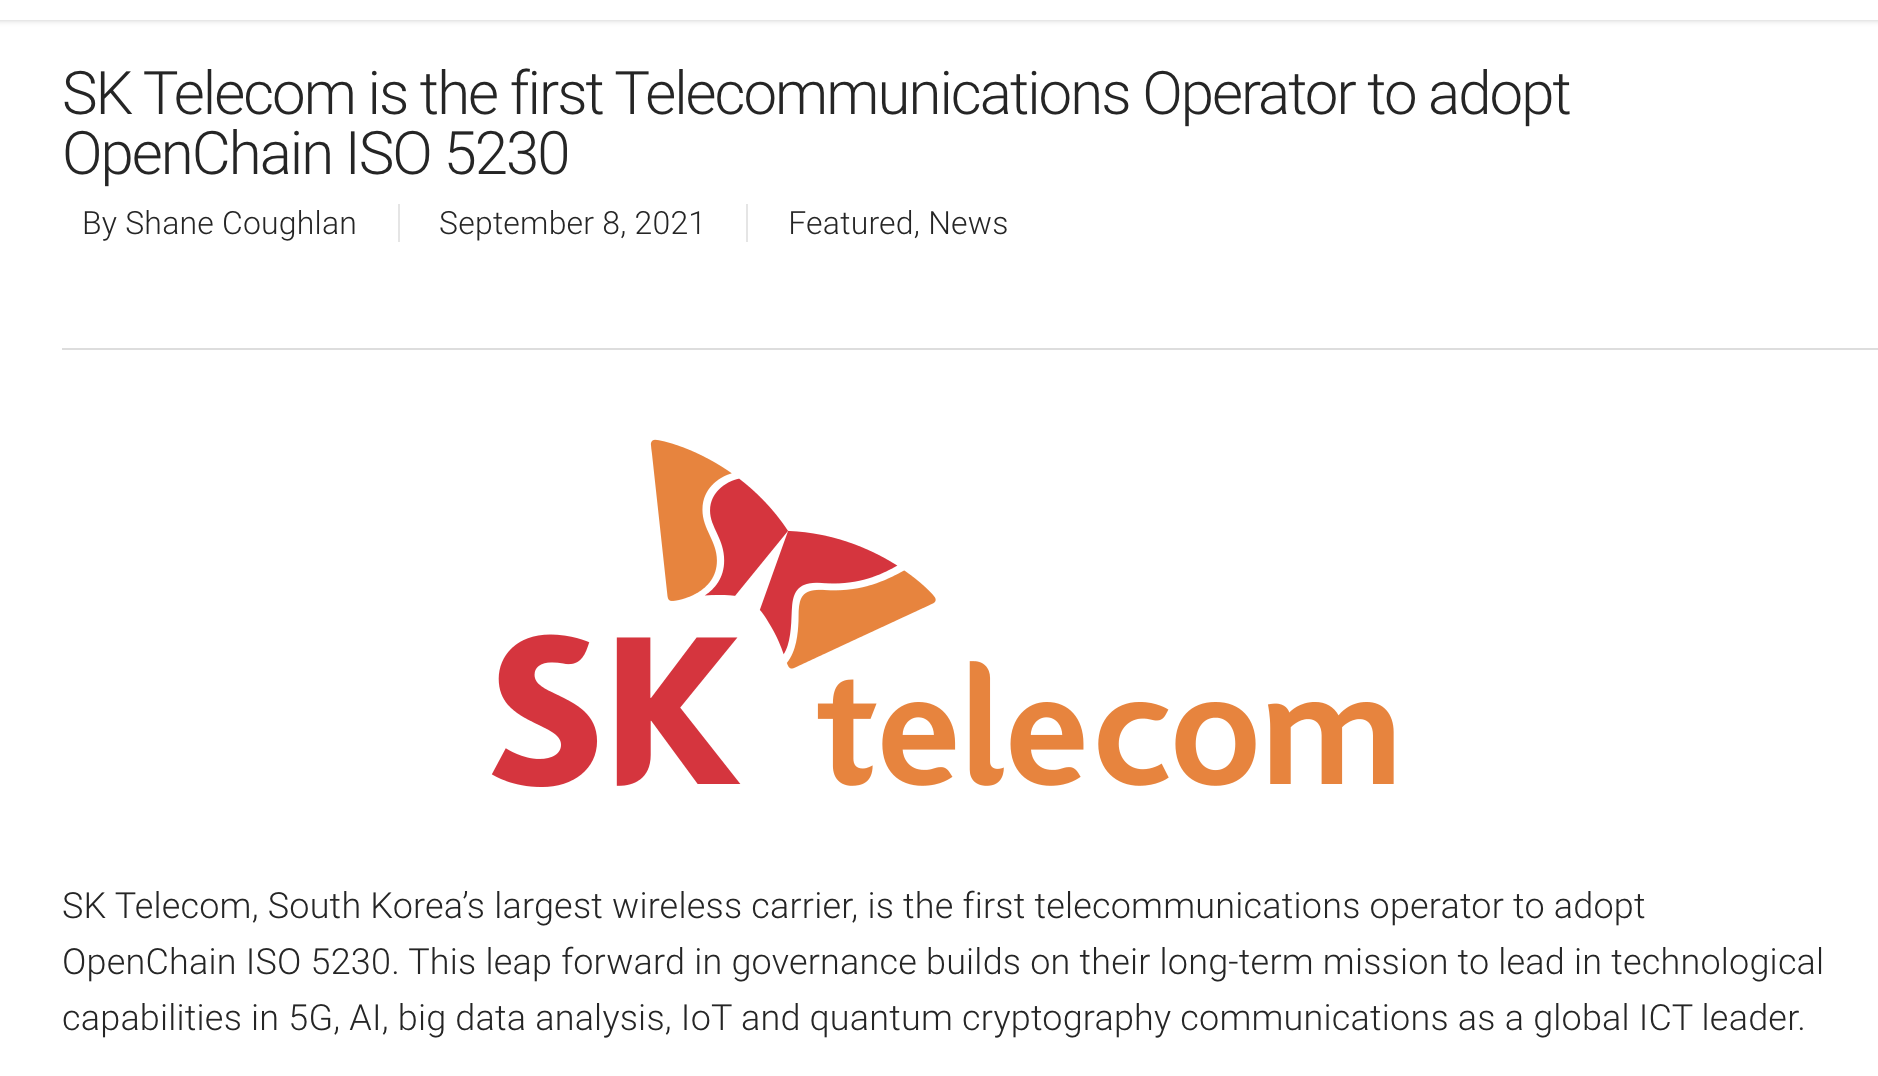 SK Telecom is the first Telecommunications Operator to adopt
OpenChain ISO 5230
By Shane Coughlan
September 8, 2021
Featured, News
SK telecom
SK Telecom, South Korea’s largest wireless carrier, is the first telecommunications operator to adopt
OpenChain ISO 5230. This leap forward in governance builds on their long-term mission to lead in technological
capabilities in 5G, AI, big data analysis, IoT and quantum cryptography communications as a global ICT leader.